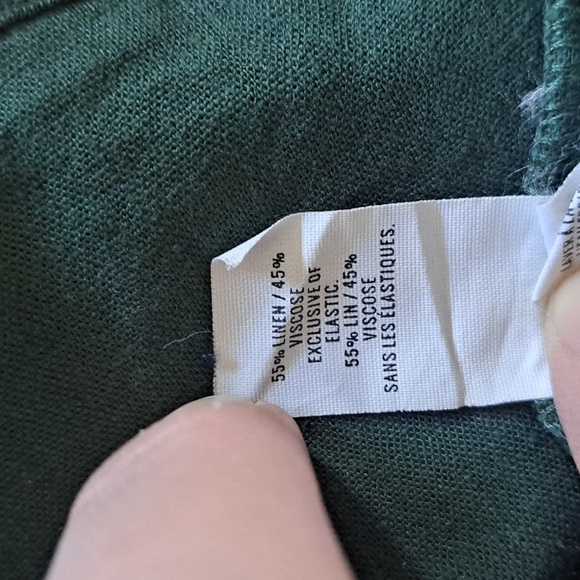 55% LINEN / 45%
VISCOSE
EXCLUSIVE OF
ELASTIC.
55% LIN / 45%
VISCOSE
SANS LES ÉLASTIQUES.